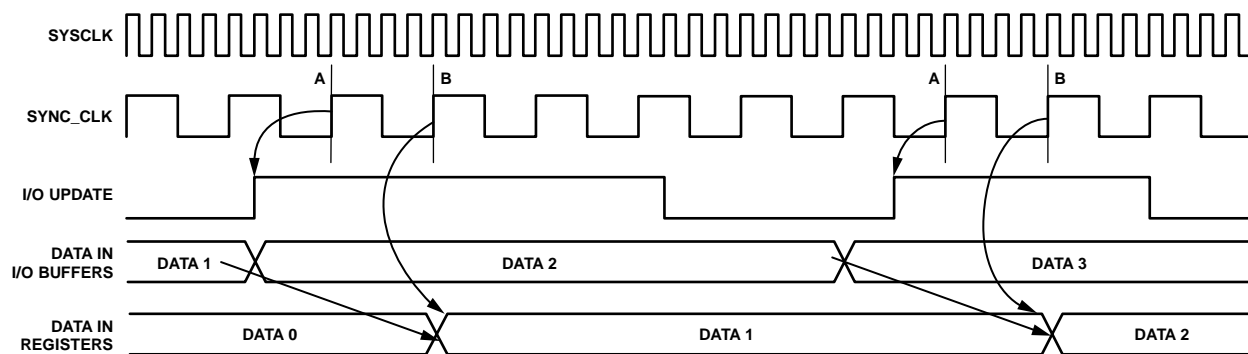 SYSCLK
A B A B
SYNC_CLK
I/O UPDATE
DATA IN
I/O BUFFERS
DATA 1 DATA 2 DATA 3
DATA IN
REGISTERS
DATA 0 DATA 1 DATA 2